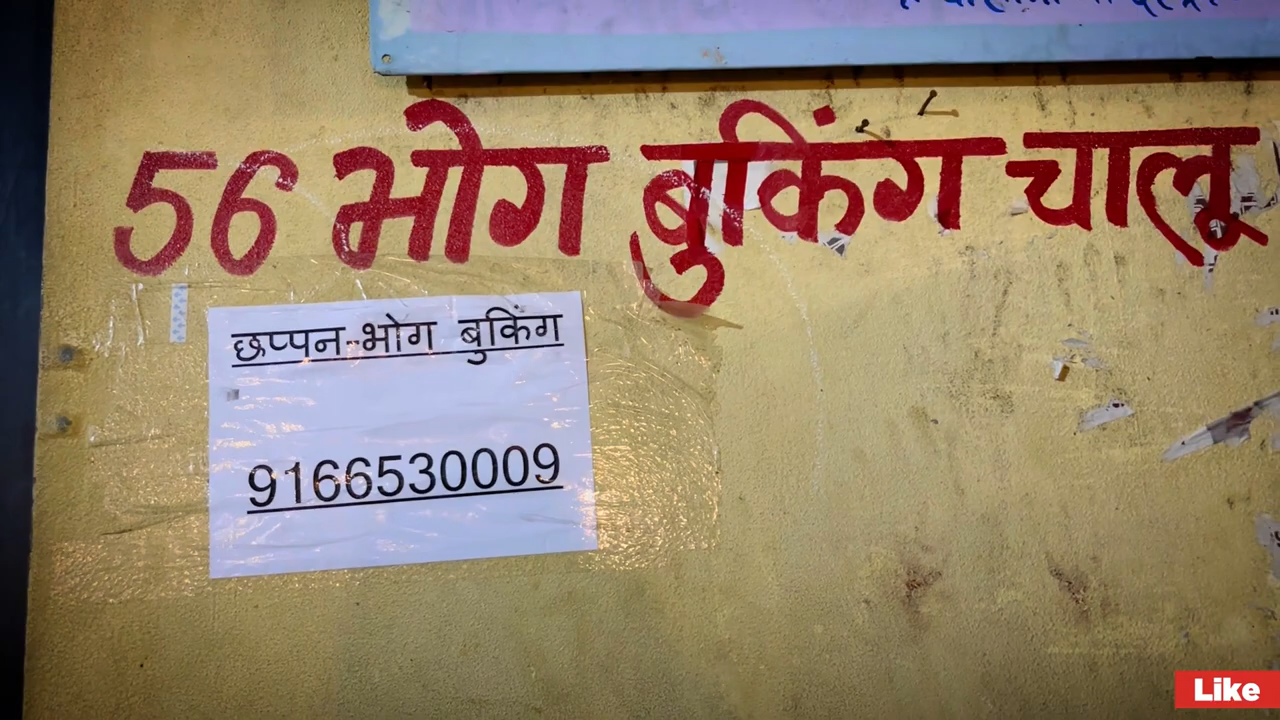 56 भोग बुकिंग चालू
छप्पन-भोग बुकिंग
9166530009
Like